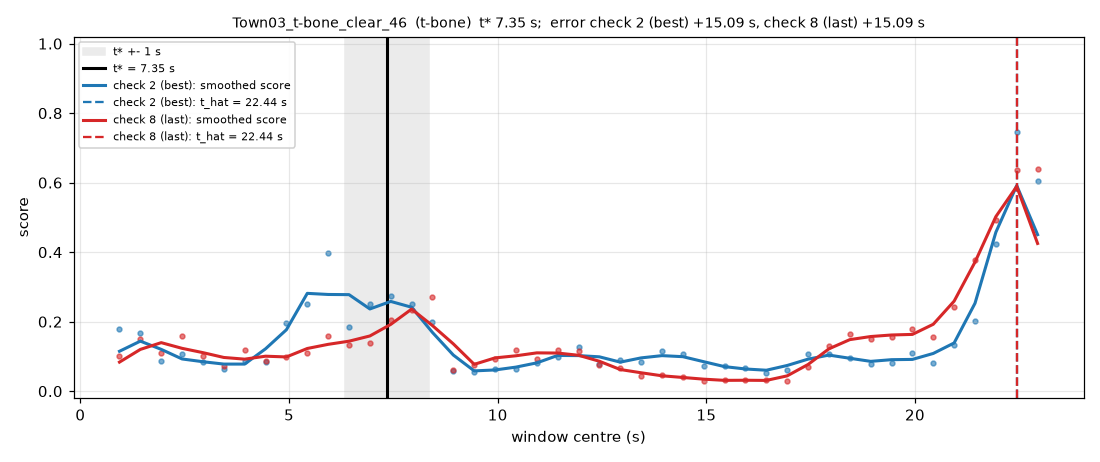 Town03_t-bone_clear_46 (t-bone) t* 7.35 s; error check 2 (best) +15.09 s, check 8 (last) +15.09 s
t* +- 1 s
t* = 7.35 s
check 2 (best): smoothed score
check 2 (best): t_hat = 22.44 s
check 8 (last): smoothed score
check 8 (last): t_hat = 22.44 s
score
1.0
0.8
0.6
0.4
0.2
0.0
0
5
10
15
20
window centre (s)